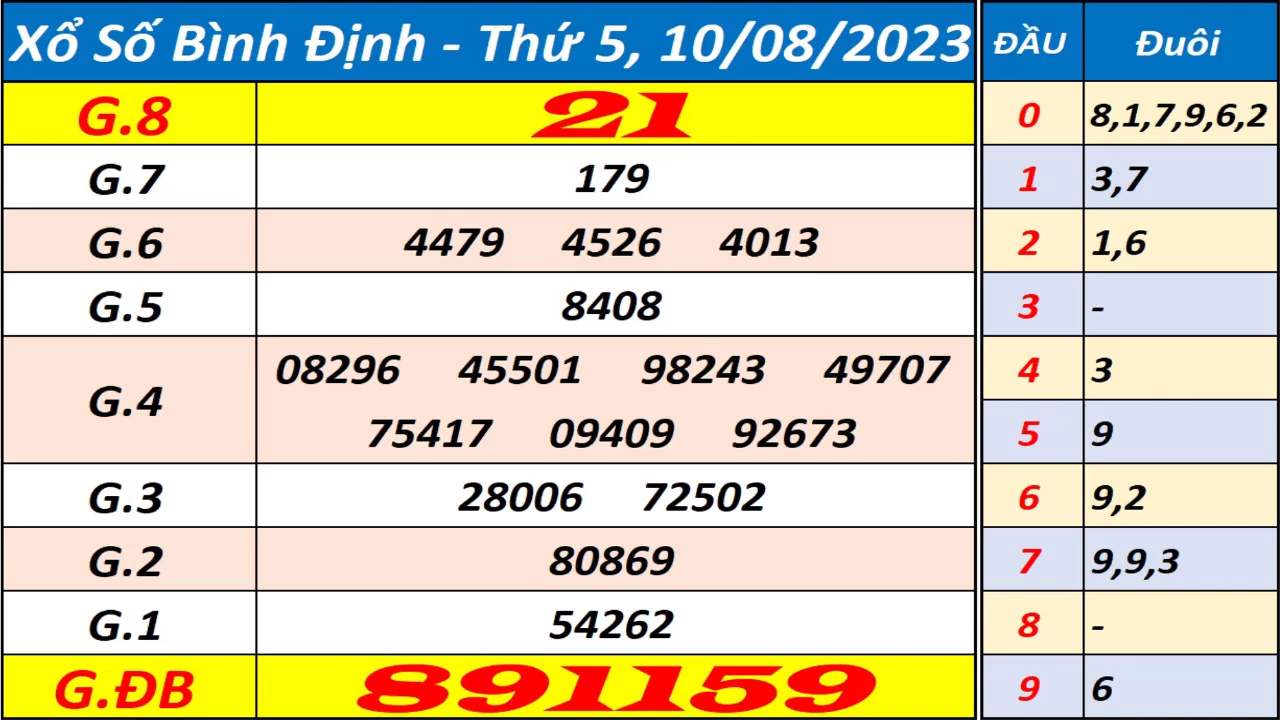 Xổ Số Bình Định - Thứ 5, 10/08/2023
G.8 21
G.7 179
G.6 4479 4526 4013
G.5 8408
G.4 08296 45501 98243 49707
75417 09409 92673
G.3 28006 72502
G.2 80869
G.1 54262
G.ĐB 891159
ĐẦU Đuôi
0 8,1,7,9,6,2
1 3,7
2 1,6
3 -
4 3
5 9
6 9,2
7 9,9,3
8 -
9 6